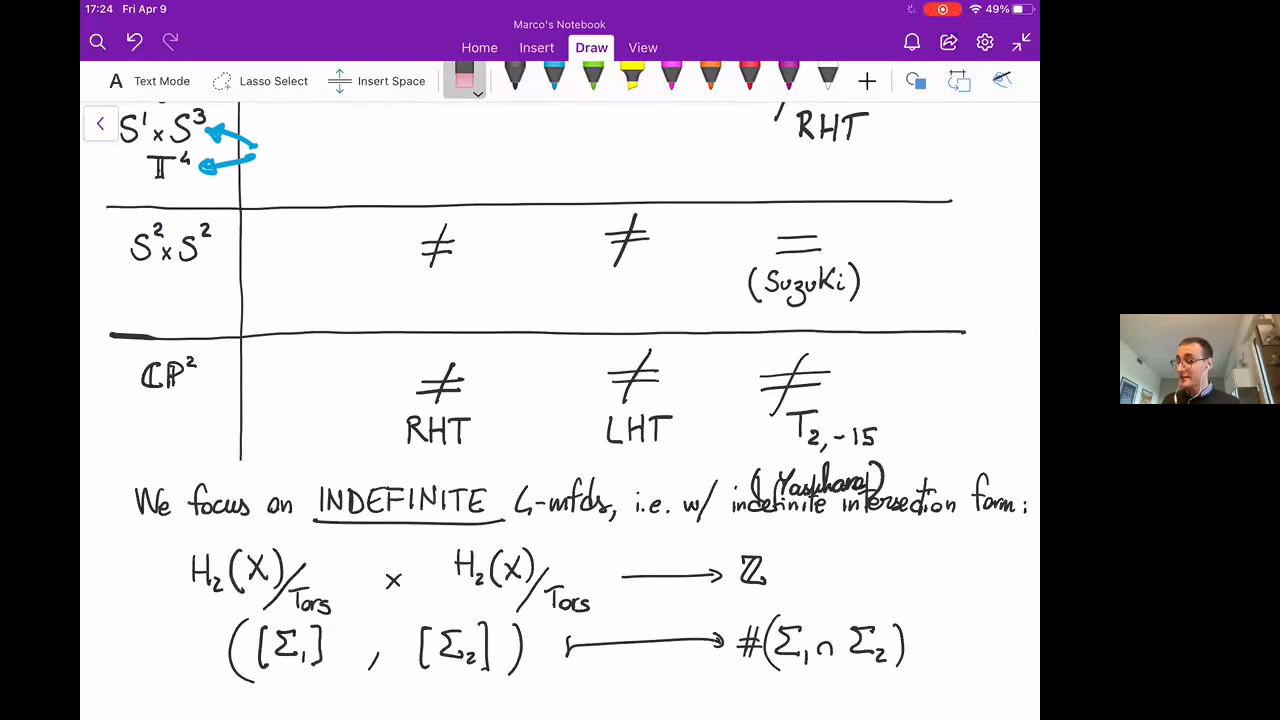 17:24 Fri Apr 9
49%
Marco's Notebook
Home Insert Draw View
A Text Mode Lasso Select Insert Space
S¹ × S³
RHT
𝕋⁴
S² × S² ≠ ≠ =
(Suzuki)
ℂℙ² ≠ ≠ ≠
RHT LHT T₂,₋₁₅
(Yasuhara)
We focus on INDEFINITE 4-mfds, i.e. w/ indefinite intersection form:
H₂(X)/Tors × H₂(X)/Tors ⟶ ℤ
([Σ₁] , [Σ₂]) ⟼ #(Σ₁ ∩ Σ₂)